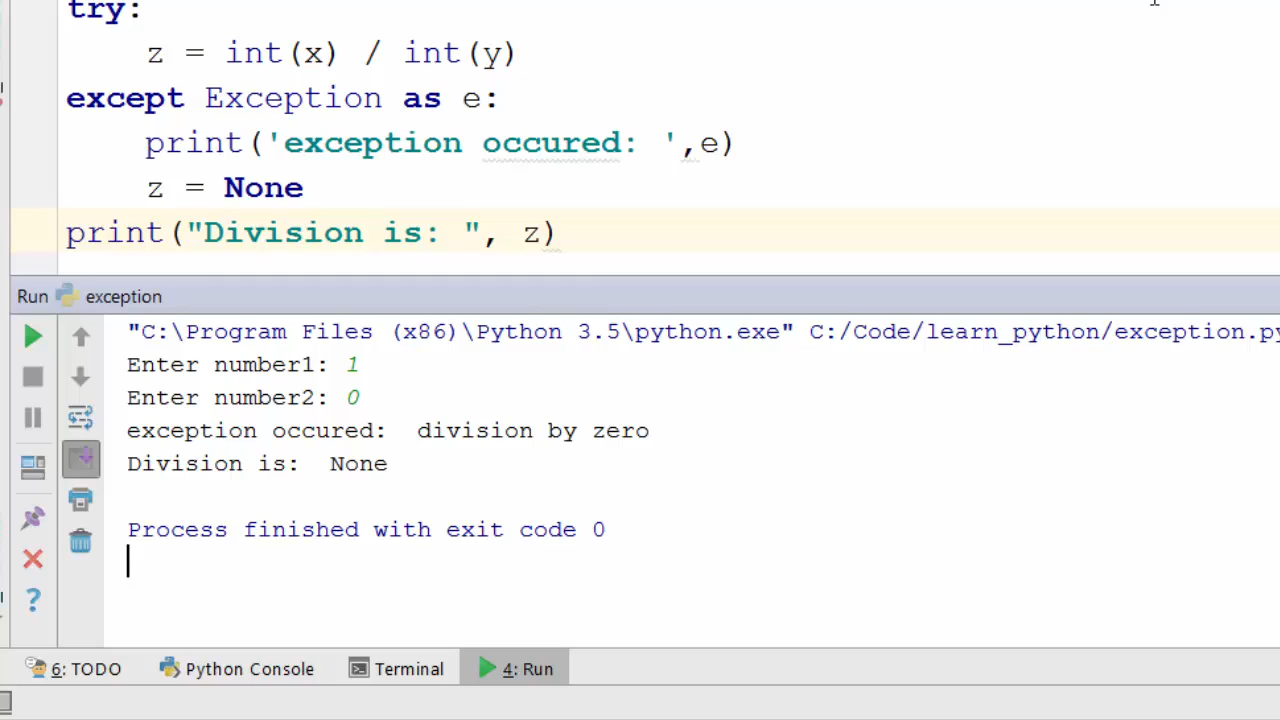 try:
z = int(x) / int(y)
except Exception as e:
print('exception occured: ',e)
z = None
print("Division is: ", z)
Run exception
"C:\Program Files (x86)\Python 3.5\python.exe" C:/Code/learn_python/exception.py
Enter number1: 1
Enter number2: 0
exception occured:  division by zero
Division is:  None
Process finished with exit code 0
?
6: TODO Python Console Terminal 4: Run